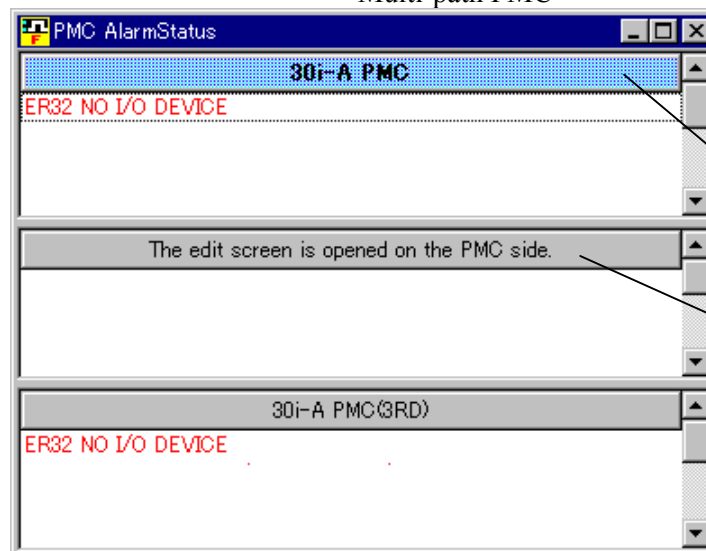 Multi-path PMC
PMC AlarmStatus
30i-A PMC
ER32 NO I/O DEVICE
The edit screen is opened on the PMC side.
30i-A PMC(3RD)
ER32 NO I/O DEVICE